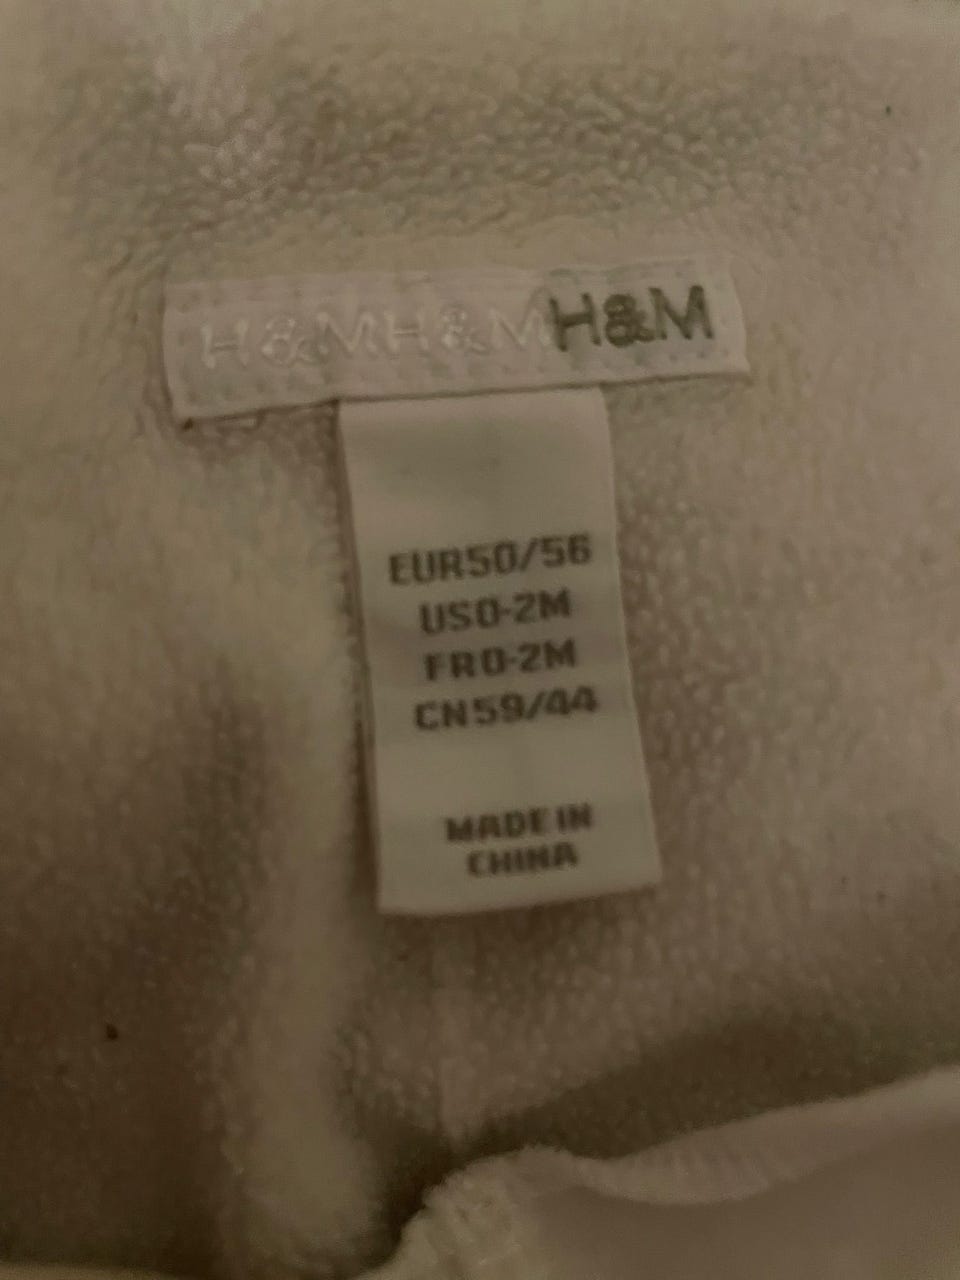 H&MH&MH&M
EUR50/56
US0-2M
FR0-2M
CN59/44
MADE IN
CHINA